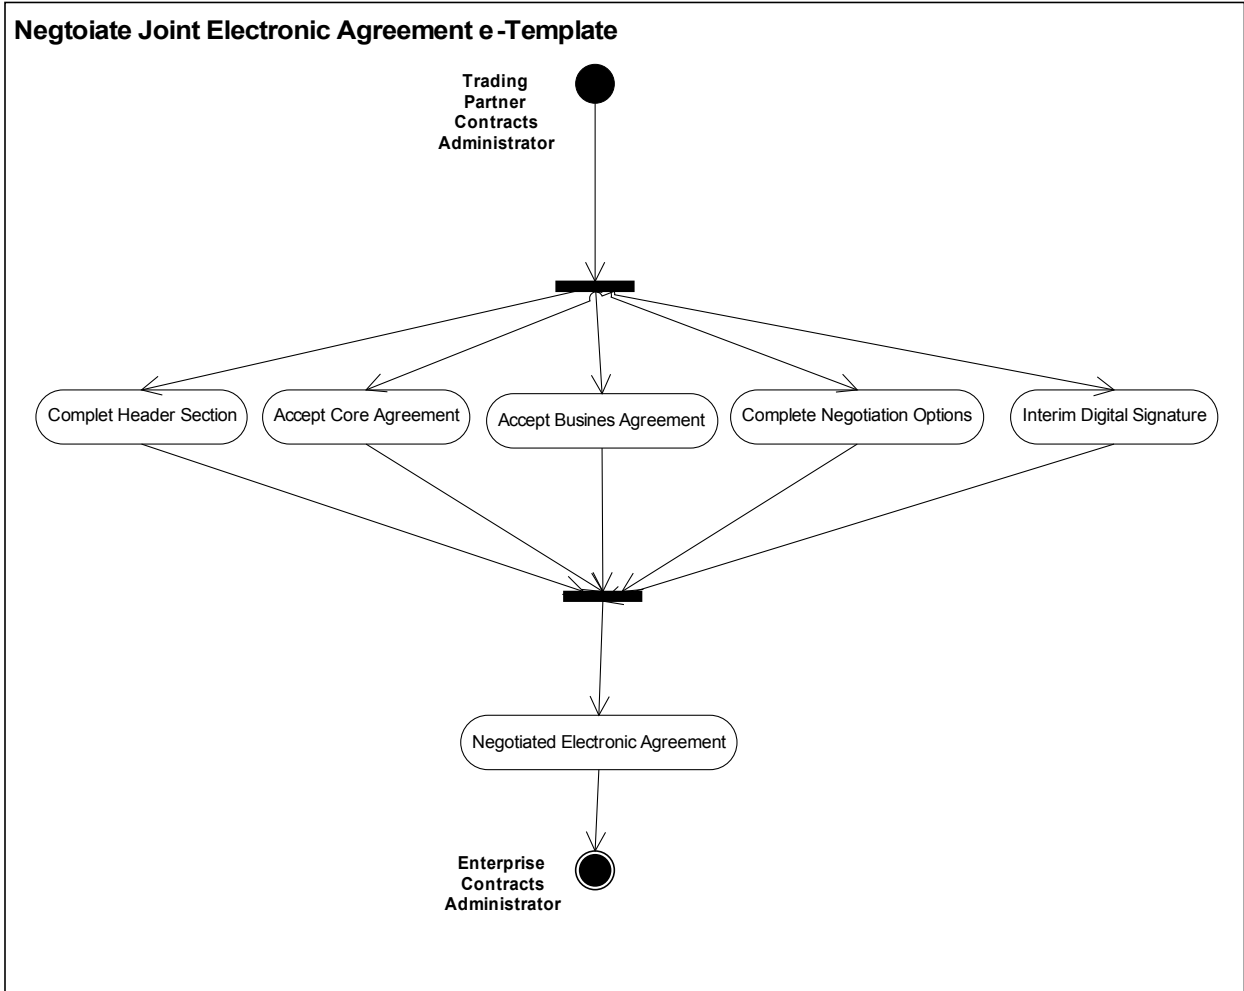 Negtoiate Joint Electronic Agreement e-Template
Trading
Partner
Contracts
Administrator
Complet Header Section
Accept Core Agreement
Accept Busines Agreement
Complete Negotiation Options
Interim Digital Signature
Negotiated Electronic Agreement
Enterprise
Contracts
Administrator